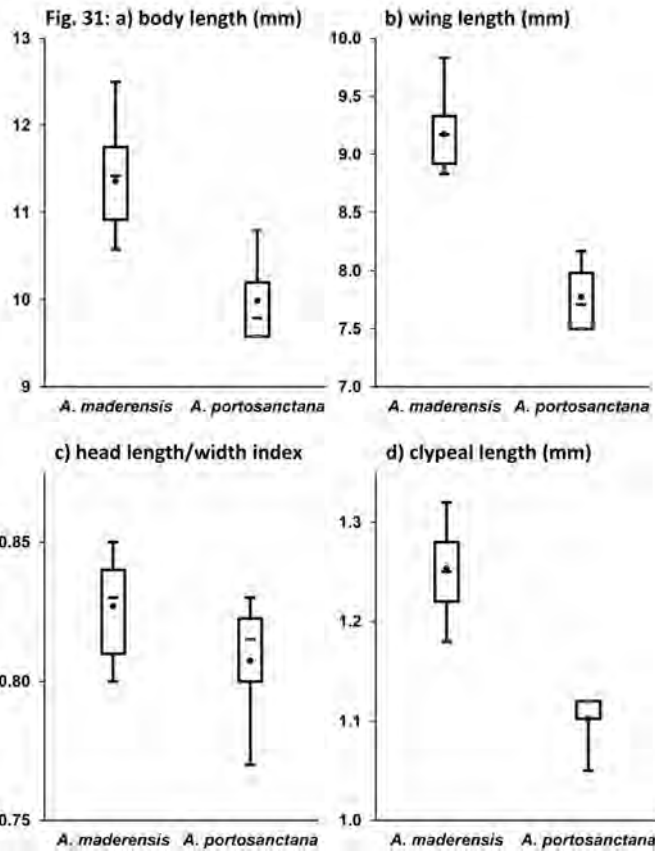 Fig. 31: a) body length (mm)
13
12
11
10
9
A. maderensis A. portosanctana
b) wing length (mm)
10.0
9.5
9.0
8.5
8.0
7.5
7.0
A. maderensis A. portosanctana
c) head length/width index
0.85
0.80
0.75
A. maderensis A. portosanctana
d) clypeal length (mm)
1.3
1.2
1.1
1.0
A. maderensis A. portosanctana